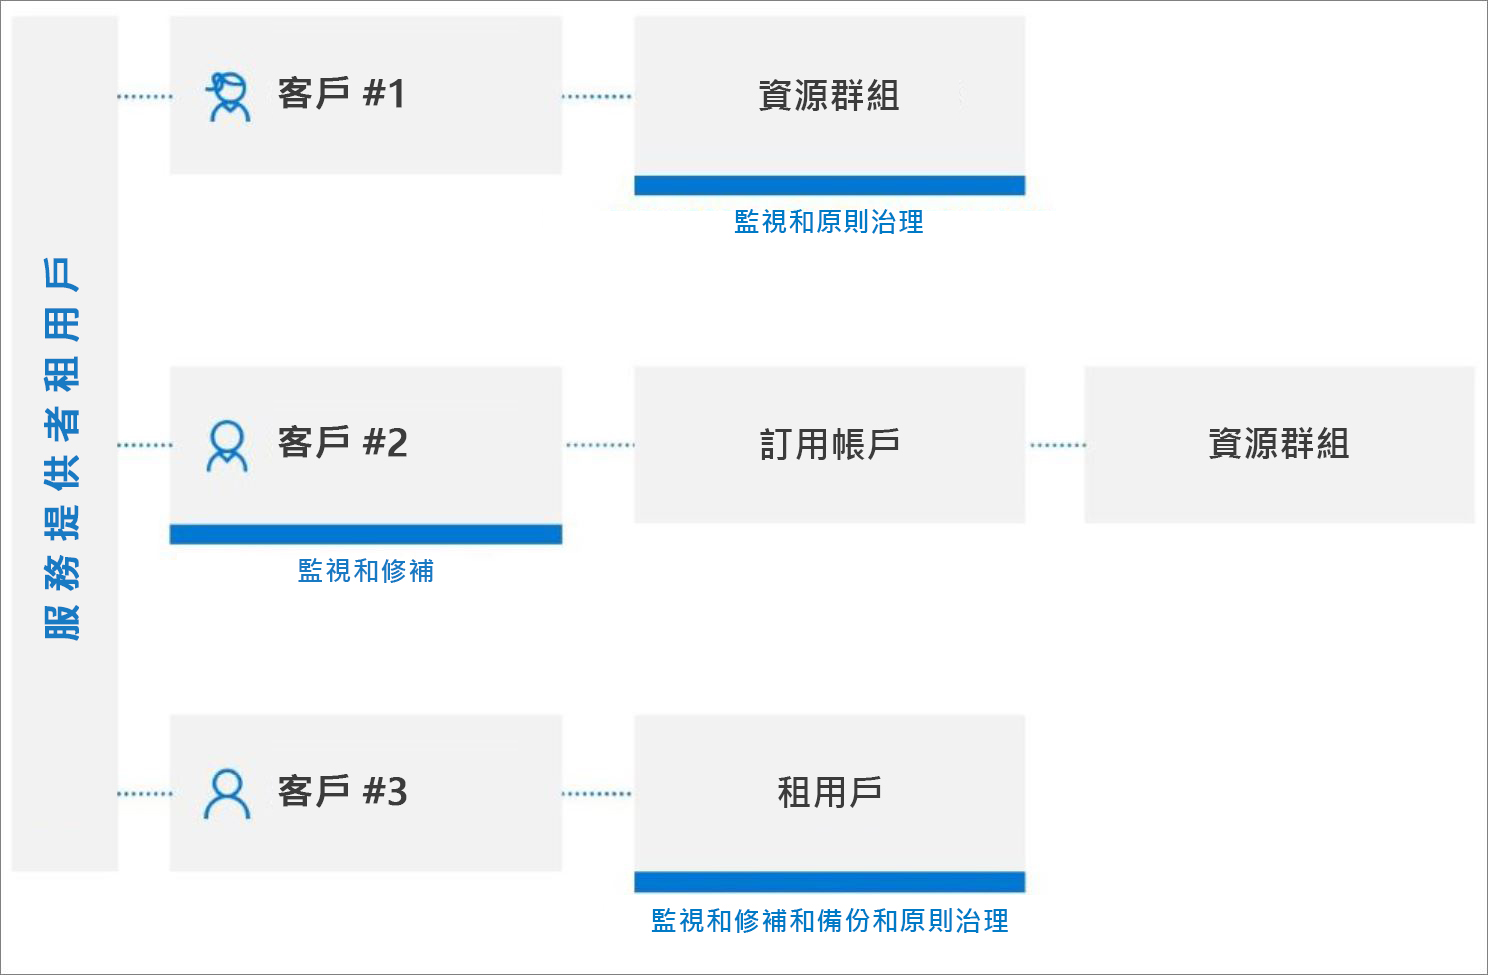 服務提供者租用戶
客戶 #1
資源群組
監視和原則治理
客戶 #2
訂用帳戶
資源群組
監視和修補
客戶 #3
租用戶
監視和修補和備份和原則治理